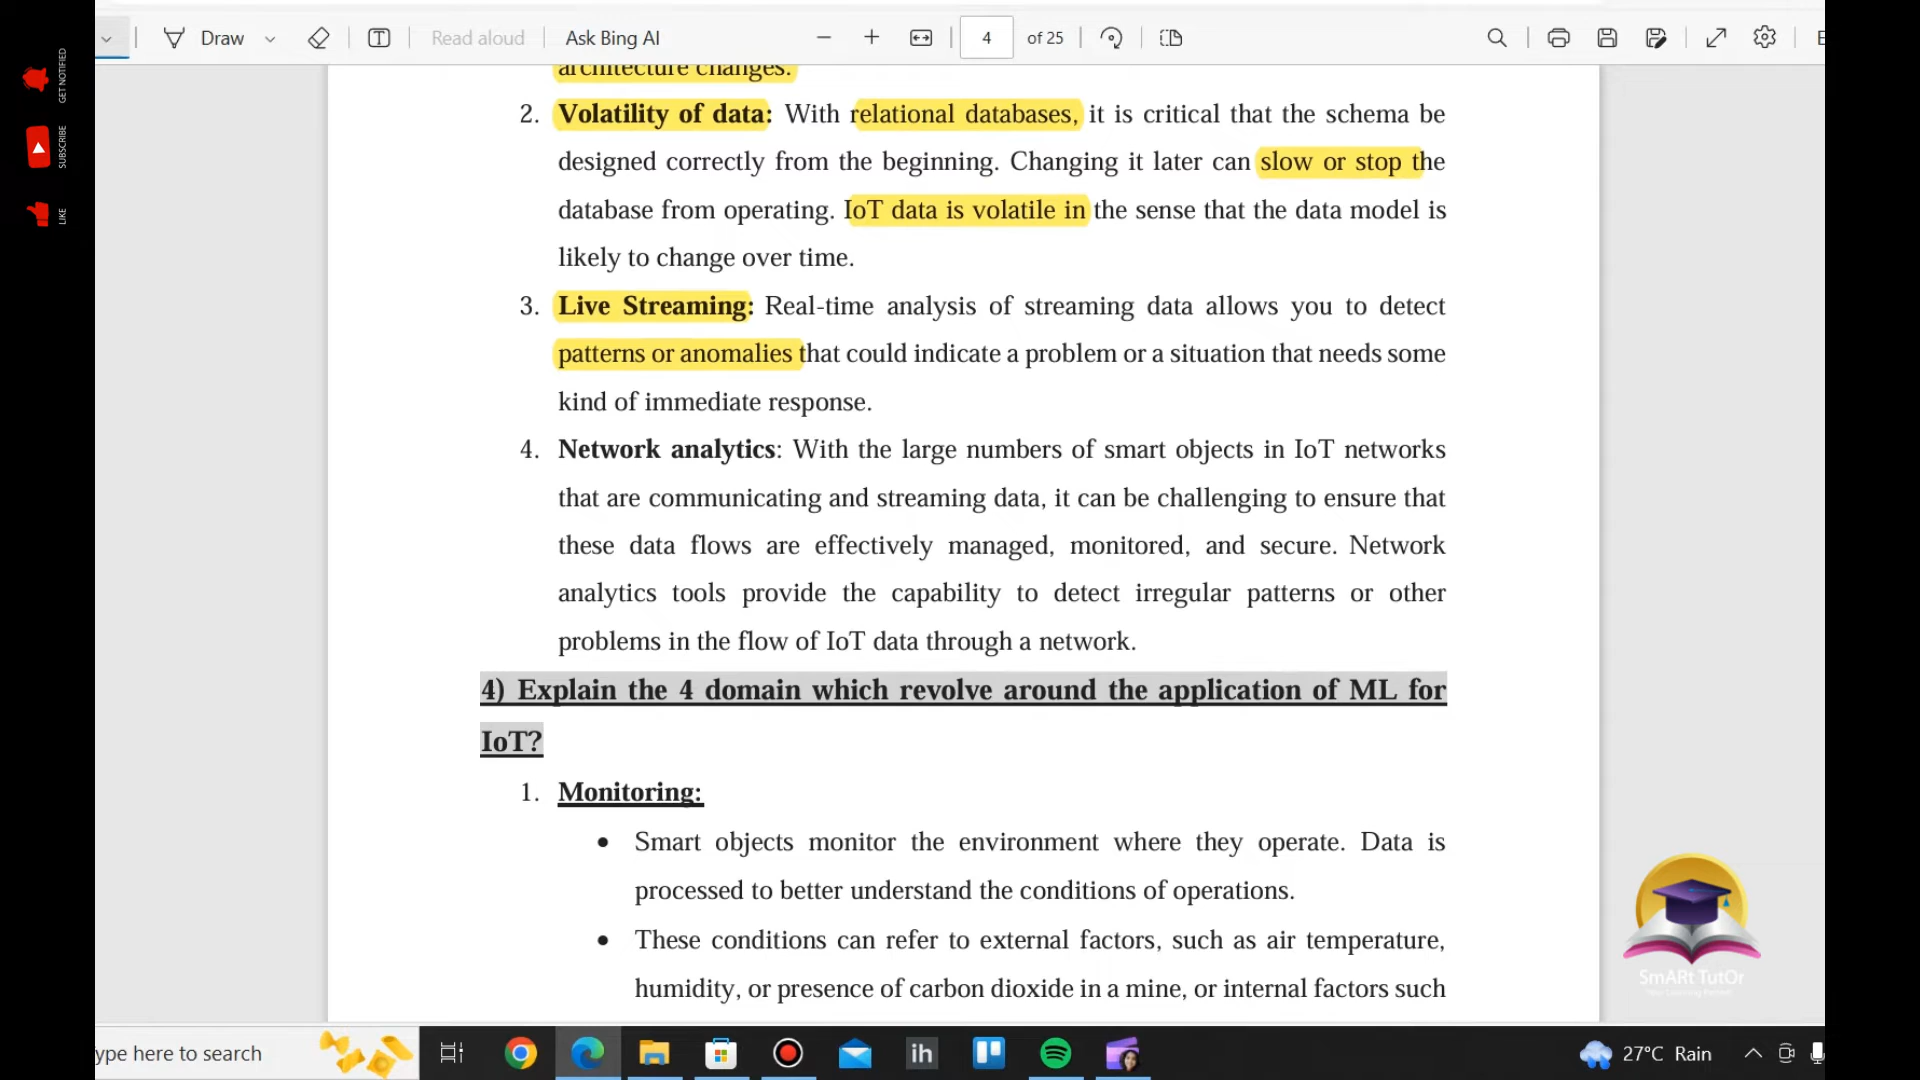 GET NOTIFIED
SUBSCRIBE
LIKE
Draw
Read aloud
Ask Bing AI
4 of 25
architecture changes.
2. Volatility of data: With relational databases, it is critical that the schema be
designed correctly from the beginning. Changing it later can slow or stop the
database from operating. IoT data is volatile in the sense that the data model is
likely to change over time.
3. Live Streaming: Real-time analysis of streaming data allows you to detect
patterns or anomalies that could indicate a problem or a situation that needs some
kind of immediate response.
4. Network analytics: With the large numbers of smart objects in IoT networks
that are communicating and streaming data, it can be challenging to ensure that
these data flows are effectively managed, monitored, and secure. Network
analytics tools provide the capability to detect irregular patterns or other
problems in the flow of IoT data through a network.
4) Explain the 4 domain which revolve around the application of ML for
IoT?
1. Monitoring:
• Smart objects monitor the environment where they operate. Data is
processed to better understand the conditions of operations.
• These conditions can refer to external factors, such as air temperature,
humidity, or presence of carbon dioxide in a mine, or internal factors such
SmARt TutOr
ype here to search
ih
27°C Rain